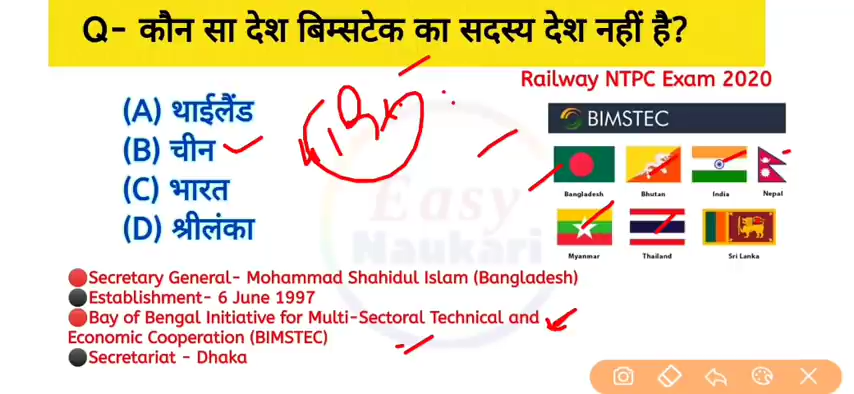 Q- कौन सा देश बिम्सटेक का सदस्य देश नहीं है?
Railway NTPC Exam 2020
(A) थाईलैंड
(B) चीन
(C) भारत
(D) श्रीलंका
BIMSTEC
Bangladesh Bhutan India Nepal
Myanmar Thailand Sri Lanka
Easy
Naukari
Secretary General- Mohammad Shahidul Islam (Bangladesh)
Establishment- 6 June 1997
Bay of Bengal Initiative for Multi-Sectoral Technical and
Economic Cooperation (BIMSTEC)
Secretariat - Dhaka